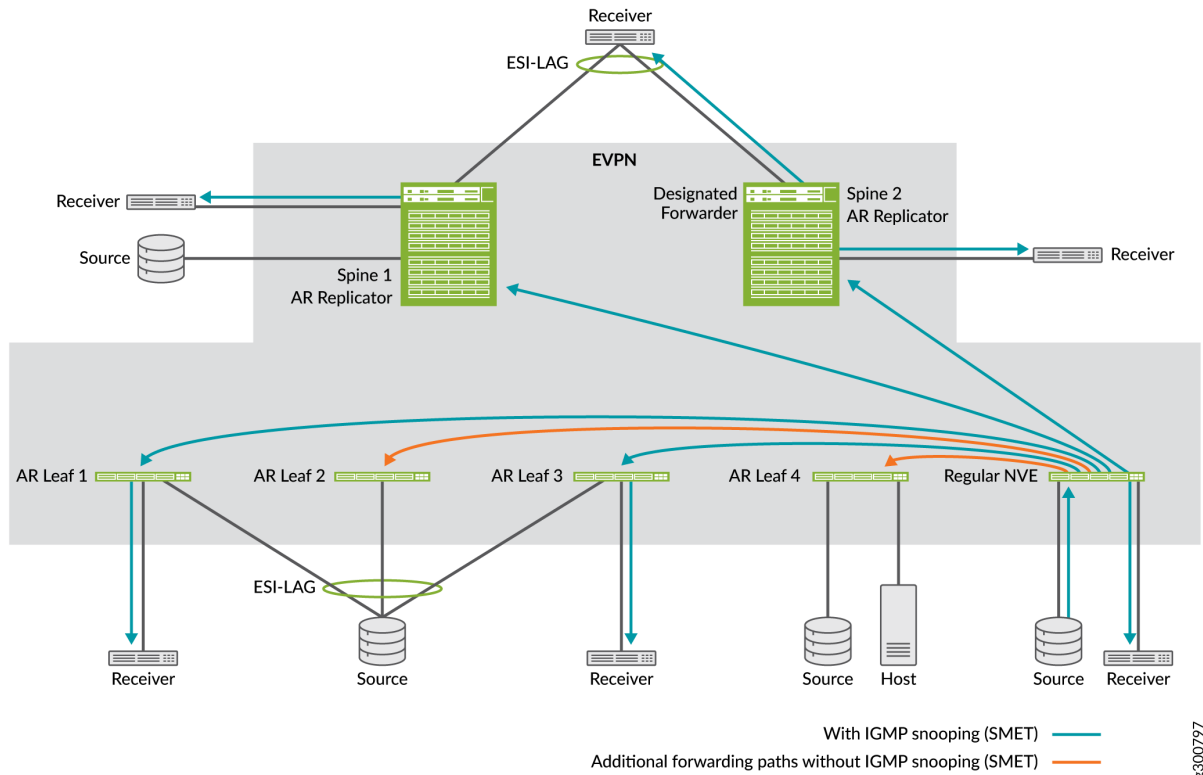 Receiver
ESI-LAG
EVPN
Receiver
Designated
Forwarder
Spine 2
AR Replicator
Source
Receiver
Spine 1
AR Replicator
AR Leaf 1
AR Leaf 2
AR Leaf 3
AR Leaf 4
Regular NVE
ESI-LAG
Receiver
Source
Receiver
Source
Host
Source
Receiver
With IGMP snooping (SMET)
Additional forwarding paths without IGMP snooping (SMET)